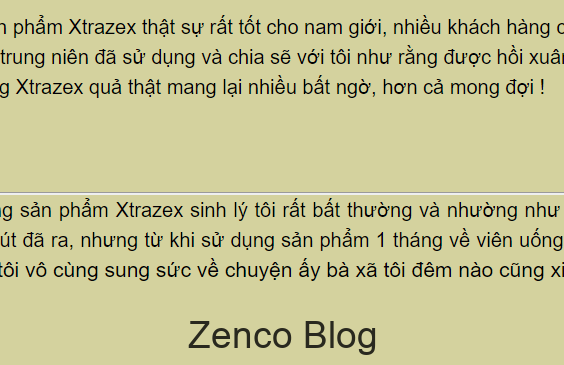 phẩm Xtrazex thật sự rất tốt cho nam giới, nhiều khách hàng
trung niên đã sử dụng và chia sẽ với tôi như rằng được hồi xuân
Xtrazex quả thật mang lại nhiều bất ngờ, hơn cả mong đợi !
sản phẩm Xtrazex sinh lý tôi rất bất thường và nhường như
đã ra, nhưng từ khi sử dụng sản phẩm 1 tháng về viên uống
tôi vô cùng sung sức về chuyện ấy bà xã tôi đêm nào cũng
Zenco Blog